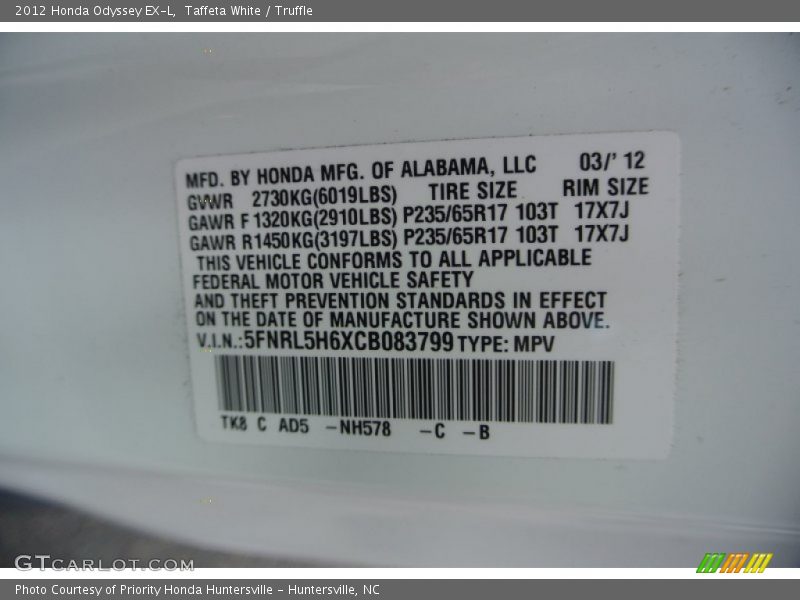 2012 Honda Odyssey EX-L, Taffeta White / Truffle
MFD. BY HONDA MFG. OF ALABAMA, LLC 03/' 12
GVWR 2730KG(6019LBS) TIRE SIZE RIM SIZE
GAWR F 1320KG(2910LBS) P235/65R17 103T 17X7J
GAWR R1450KG(3197LBS) P235/65R17 103T 17X7J
THIS VEHICLE CONFORMS TO ALL APPLICABLE
FEDERAL MOTOR VEHICLE SAFETY
AND THEFT PREVENTION STANDARDS IN EFFECT
ON THE DATE OF MANUFACTURE SHOWN ABOVE.
V.I.N.:5FNRL5H6XCB083799 TYPE: MPV
TK8 C AD5 -NH578 -C -B
GTCARLOT.COM
Photo Courtesy of Priority Honda Huntersville - Huntersville, NC